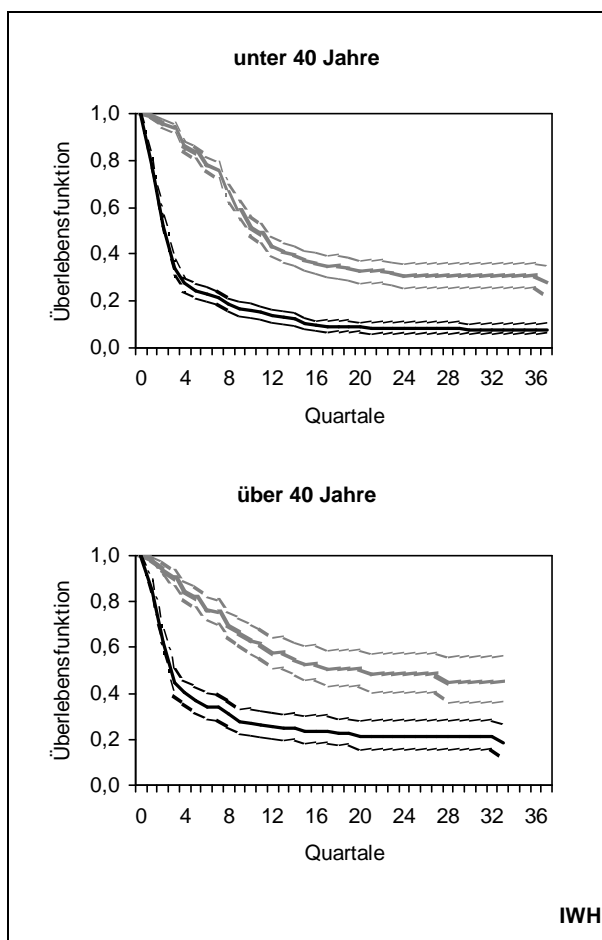 unter 40 Jahre
Überlebensfunktion
1,0
0,8
0,6
0,4
0,2
0,0
0 4 8 12 16 20 24 28 32 36
Quartale
über 40 Jahre
Überlebensfunktion
1,0
0,8
0,6
0,4
0,2
0,0
0 4 8 12 16 20 24 28 32 36
Quartale
IWH